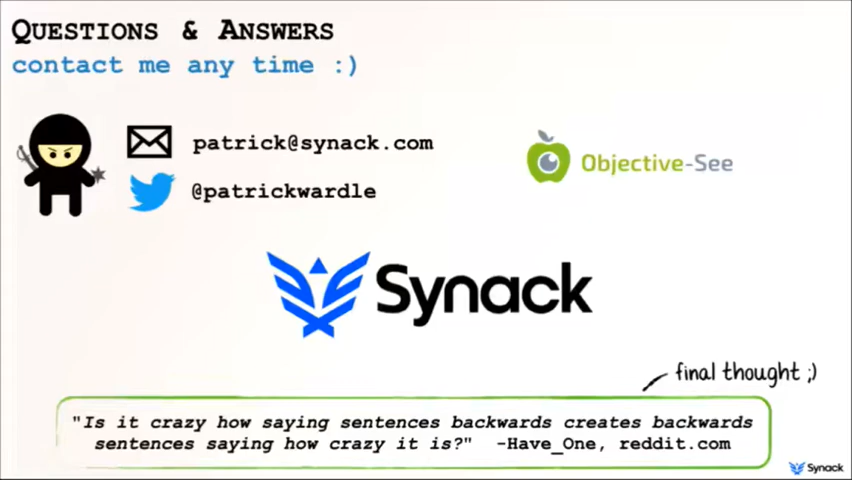 QUESTIONS & ANSWERS
contact me any time :)
patrick@synack.com
@patrickwardle
Objective-See
Synack
final thought ;)
"Is it crazy how saying sentences backwards creates backwards
sentences saying how crazy it is?" -Have_One, reddit.com
Synack